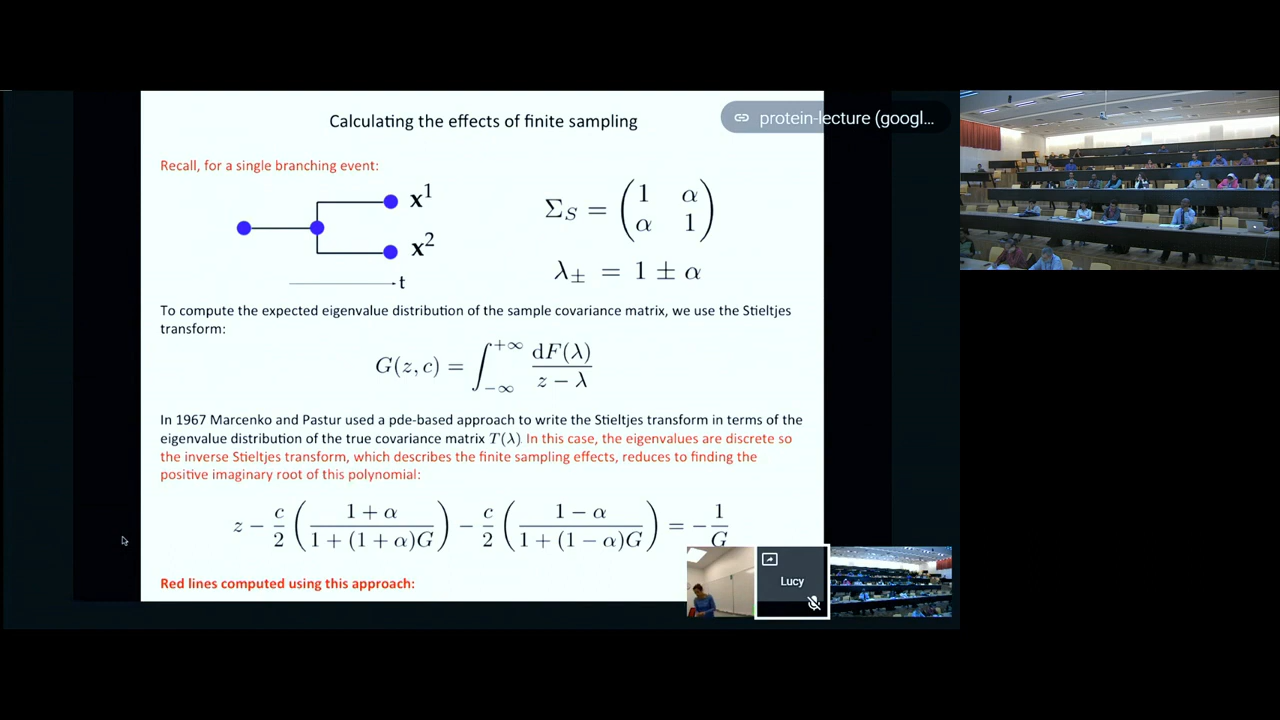 Calculating the effects of finite sampling
protein-lecture (googl...
Recall, for a single branching event:
x¹
x²
t
Σ_S = ( 1 α
α 1 )
λ± = 1 ± α
To compute the expected eigenvalue distribution of the sample covariance matrix, we use the Stieltjes
transform:
G(z, c) = ∫_{−∞}^{+∞} dF(λ) / (z − λ)
In 1967 Marcenko and Pastur used a pde-based approach to write the Stieltjes transform in terms of the
eigenvalue distribution of the true covariance matrix T(λ). In this case, the eigenvalues are discrete so
the inverse Stieltjes transform, which describes the finite sampling effects, reduces to finding the
positive imaginary root of this polynomial:
z − c/2 ( (1 + α) / (1 + (1 + α)G) ) − c/2 ( (1 − α) / (1 + (1 − α)G) ) = − 1/G
Red lines computed using this approach:
Lucy